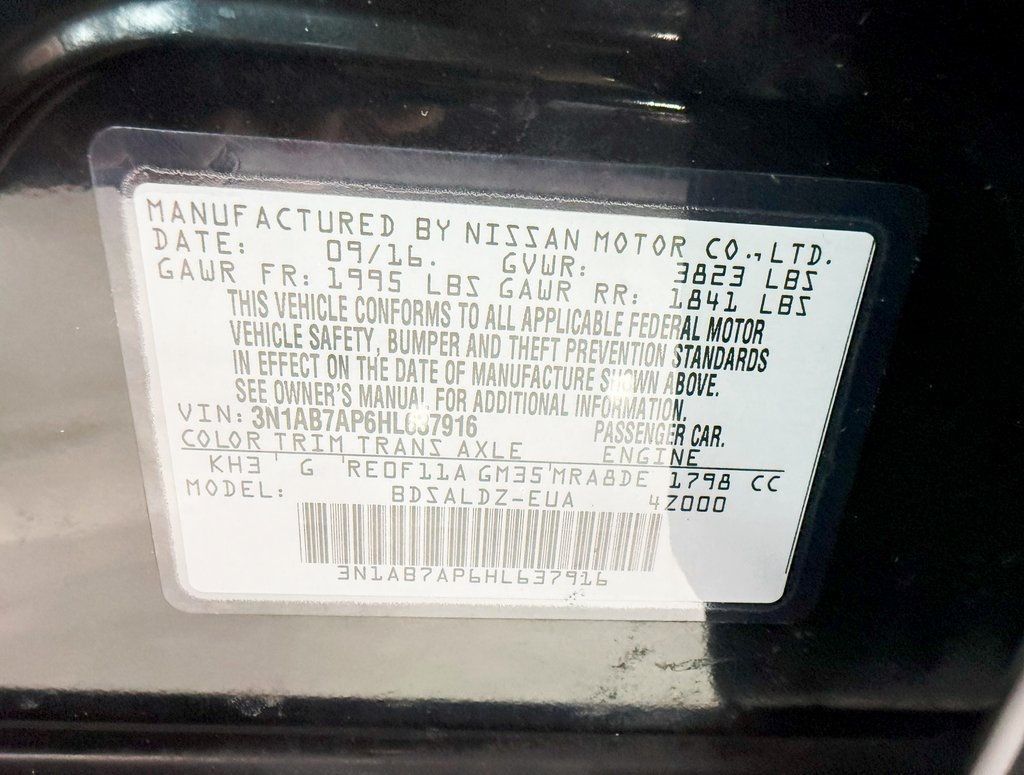 MANUFACTURED BY NISSAN MOTOR CO.,LTD.
DATE: 09/16. GVWR: 3823 LBS
GAWR FR: 1995 LBS GAWR RR: 1841 LBS
THIS VEHICLE CONFORMS TO ALL APPLICABLE FEDERAL MOTOR
VEHICLE SAFETY, BUMPER AND THEFT PREVENTION STANDARDS
IN EFFECT ON THE DATE OF MANUFACTURE SHOWN ABOVE.
SEE OWNER'S MANUAL FOR ADDITIONAL INFORMATION.
VIN: 3N1AB7AP6HL637916 PASSENGER CAR.
COLOR TRIM TRANS AXLE ENGINE
KH3 G RE0F11A GM35 MRA8DE 1798 CC
MODEL: BDSALDZ-EUA 4Z000
3N1AB7AP6HL637916